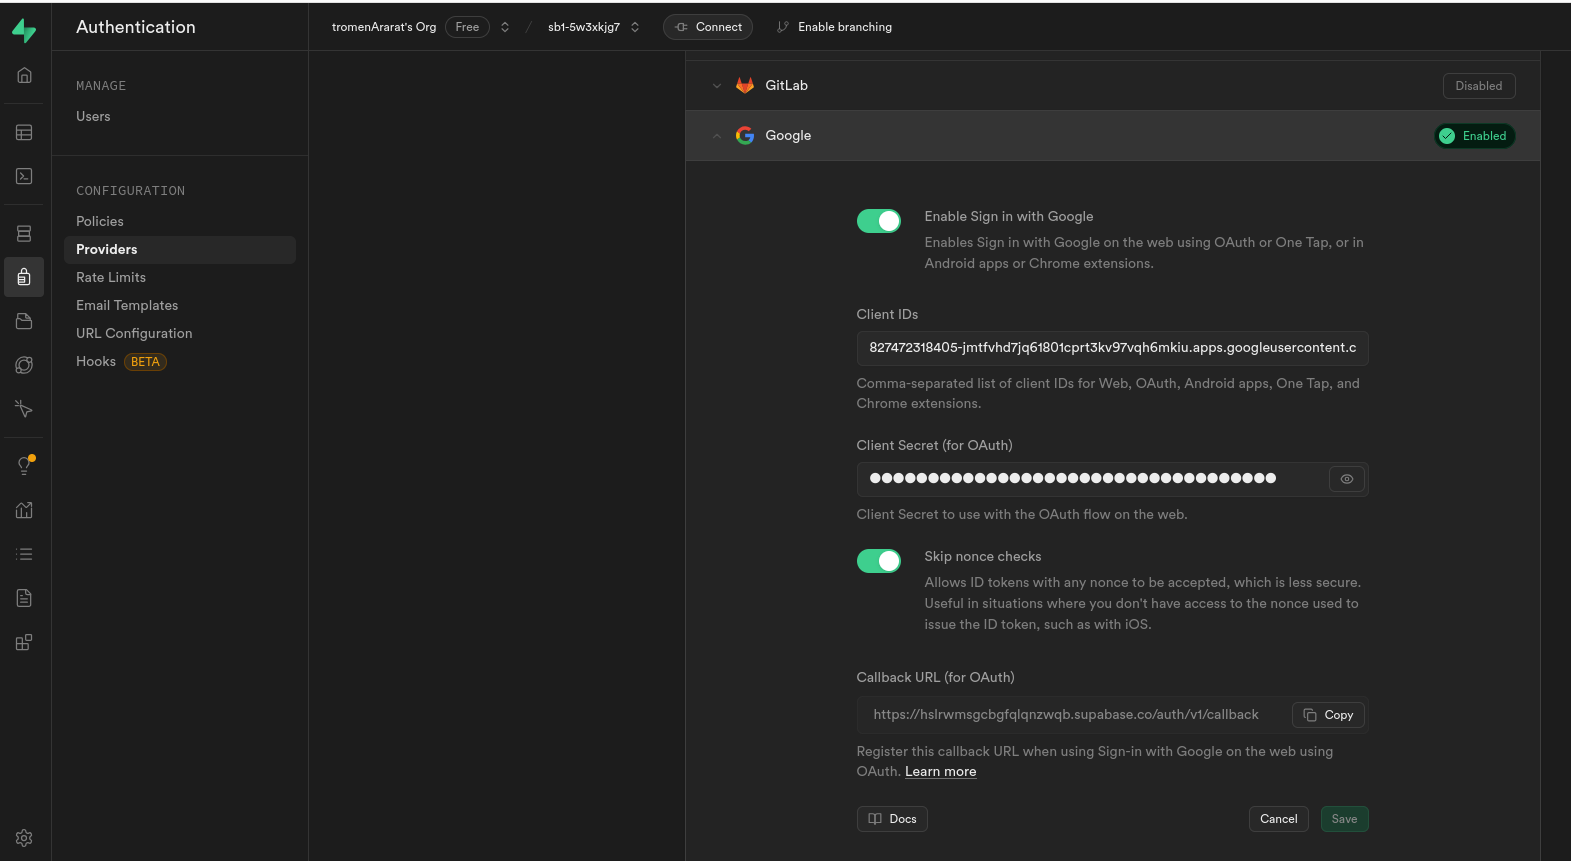 Authentication
tromenArarat's Org Free / sb1-5w3xkjg7 Connect Enable branching
MANAGE
Users
CONFIGURATION
Policies
Providers
Rate Limits
Email Templates
URL Configuration
Hooks BETA
GitLab Disabled
Google Enabled
Enable Sign in with Google
Enables Sign in with Google on the web using OAuth or One Tap, or in
Android apps or Chrome extensions.
Client IDs
827472318405-jmtfvhd7jq61801cprt3kv97vqh6mkiu.apps.googleusercontent.c
Comma-separated list of client IDs for Web, OAuth, Android apps, One Tap, and
Chrome extensions.
Client Secret (for OAuth)
Client Secret to use with the OAuth flow on the web.
Skip nonce checks
Allows ID tokens with any nonce to be accepted, which is less secure.
Useful in situations where you don't have access to the nonce used to
issue the ID token, such as with iOS.
Callback URL (for OAuth)
https://hslrwmsgcbgfqlqnzwqb.supabase.co/auth/v1/callback Copy
Register this callback URL when using Sign-in with Google on the web using
OAuth. Learn more
Docs Cancel Save